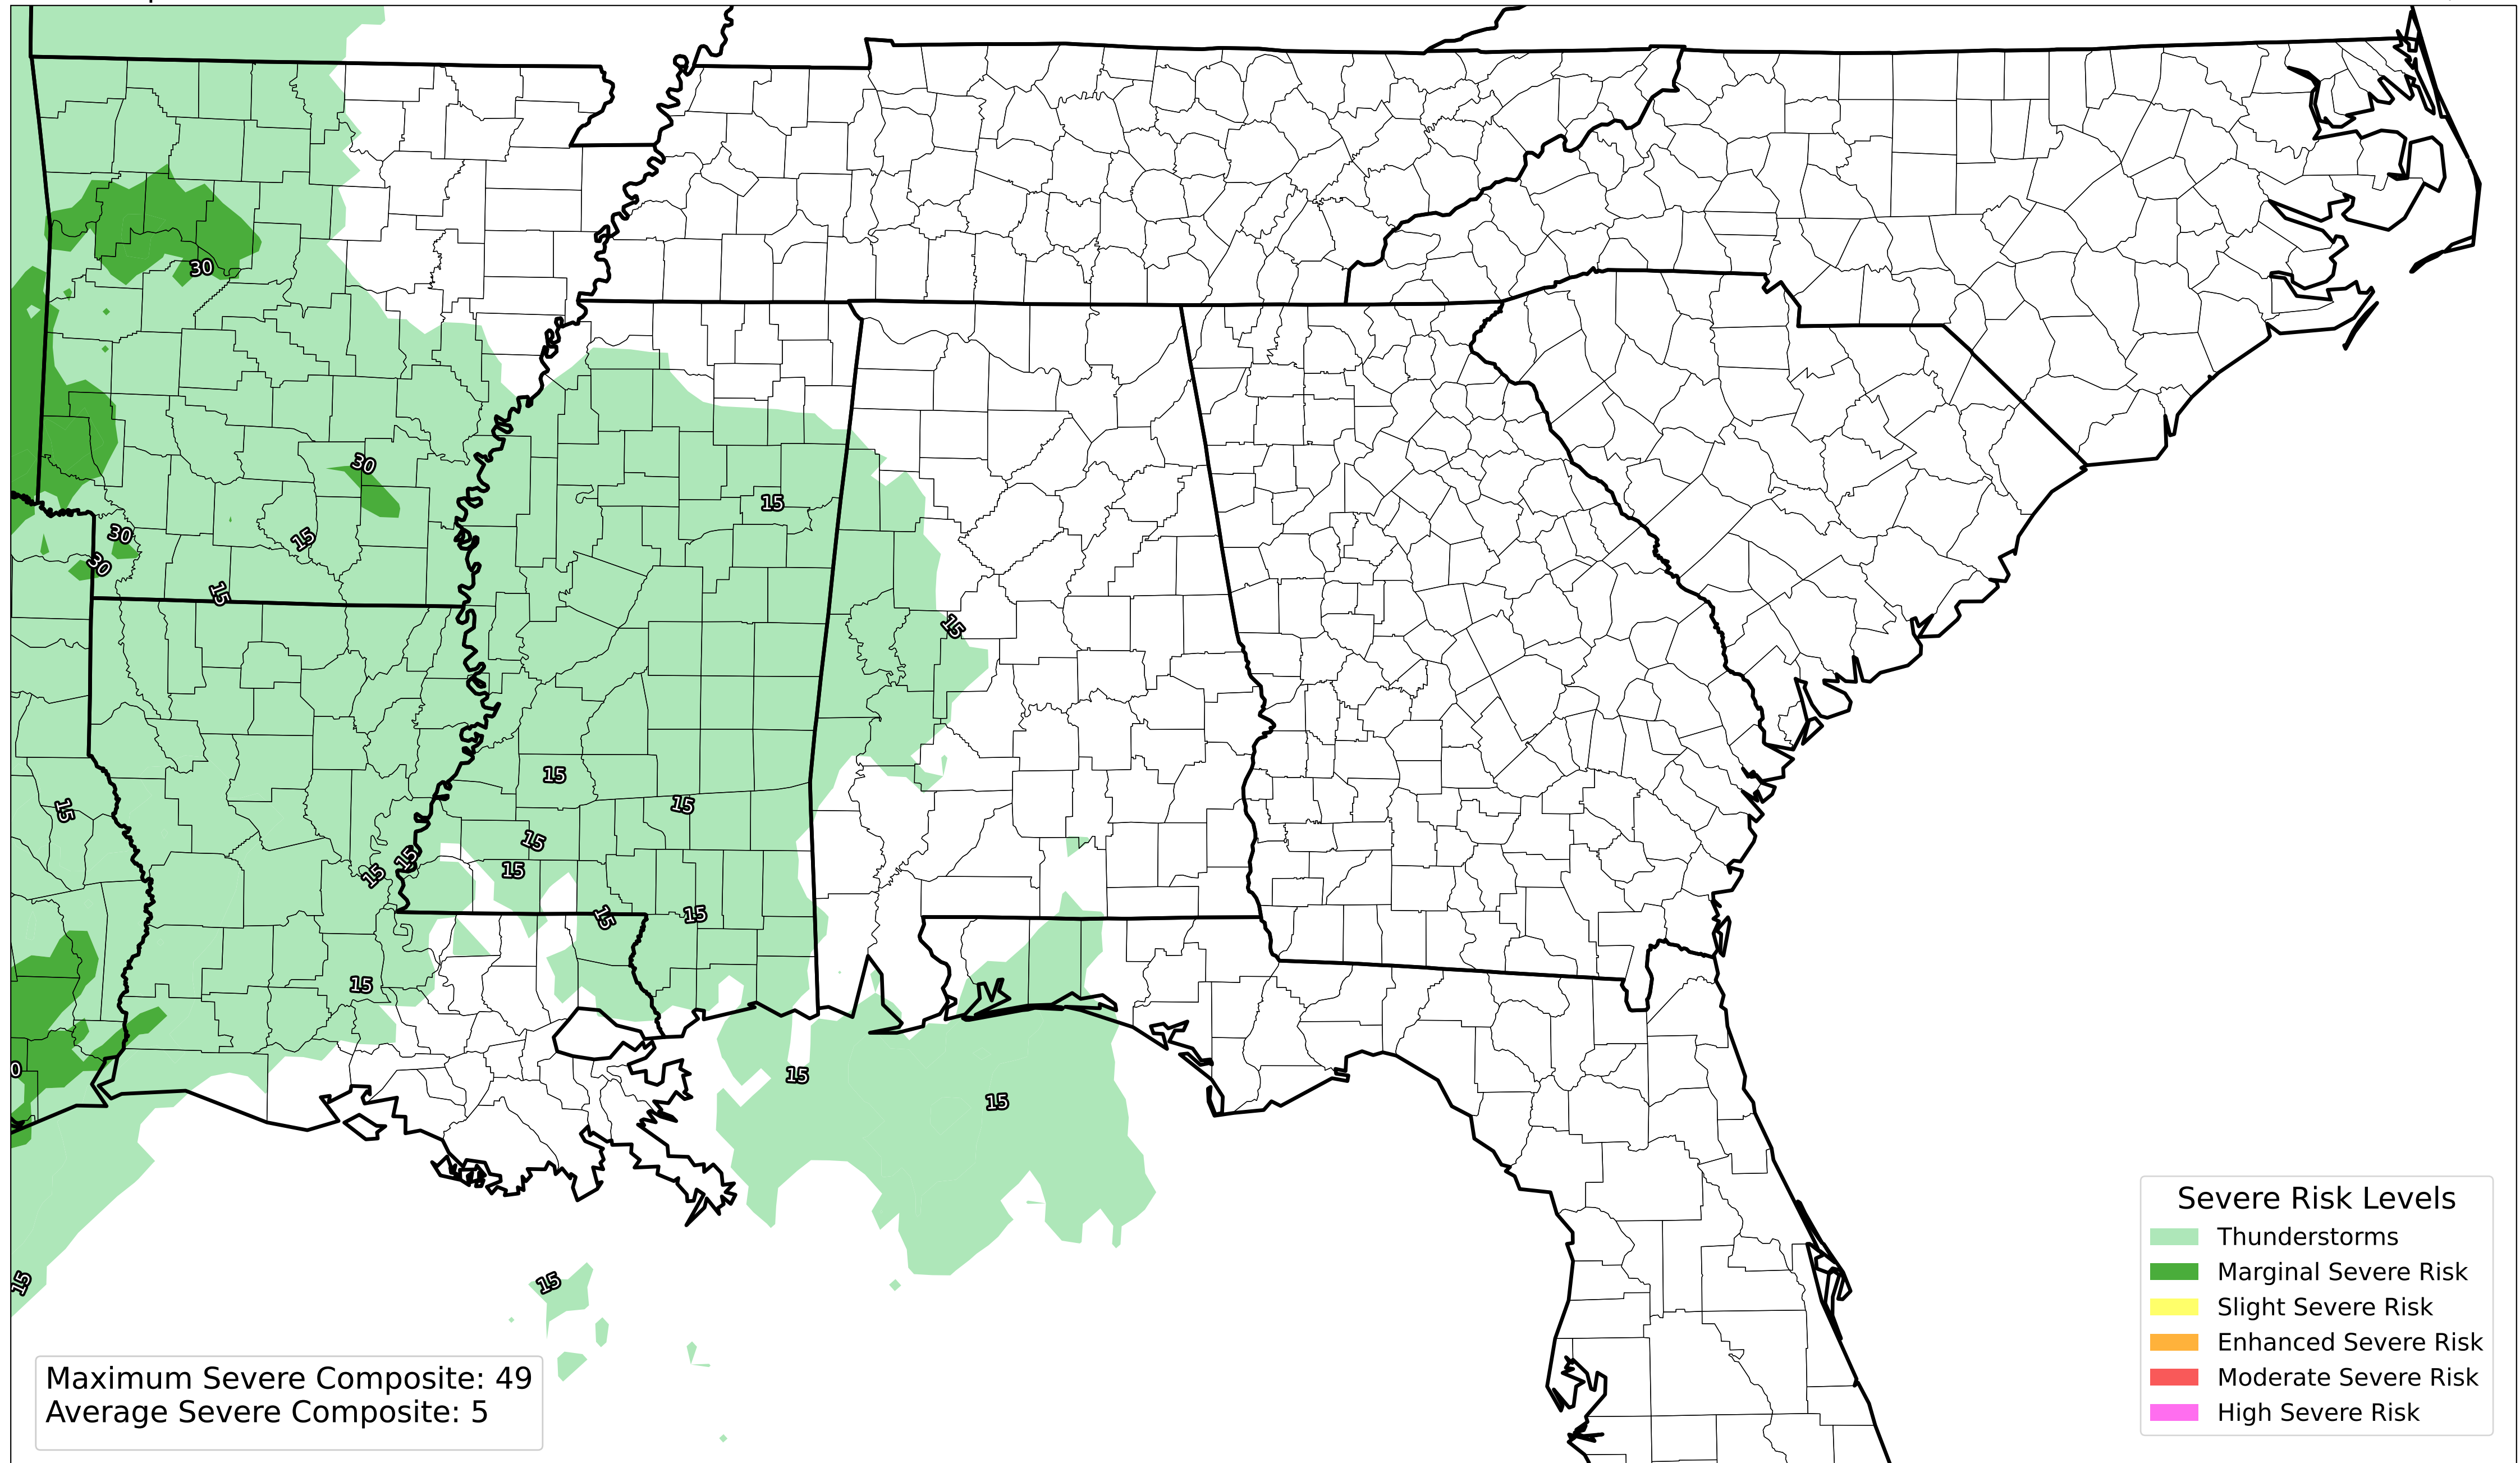 30
30
15
15
30
30
15
15
15
15
15
15
15
15
15
15
15
15
0
15
15
15
15
Severe Risk Levels
Thunderstorms
Marginal Severe Risk
Slight Severe Risk
Enhanced Severe Risk
Moderate Severe Risk
High Severe Risk
Maximum Severe Composite: 49
Average Severe Composite: 5